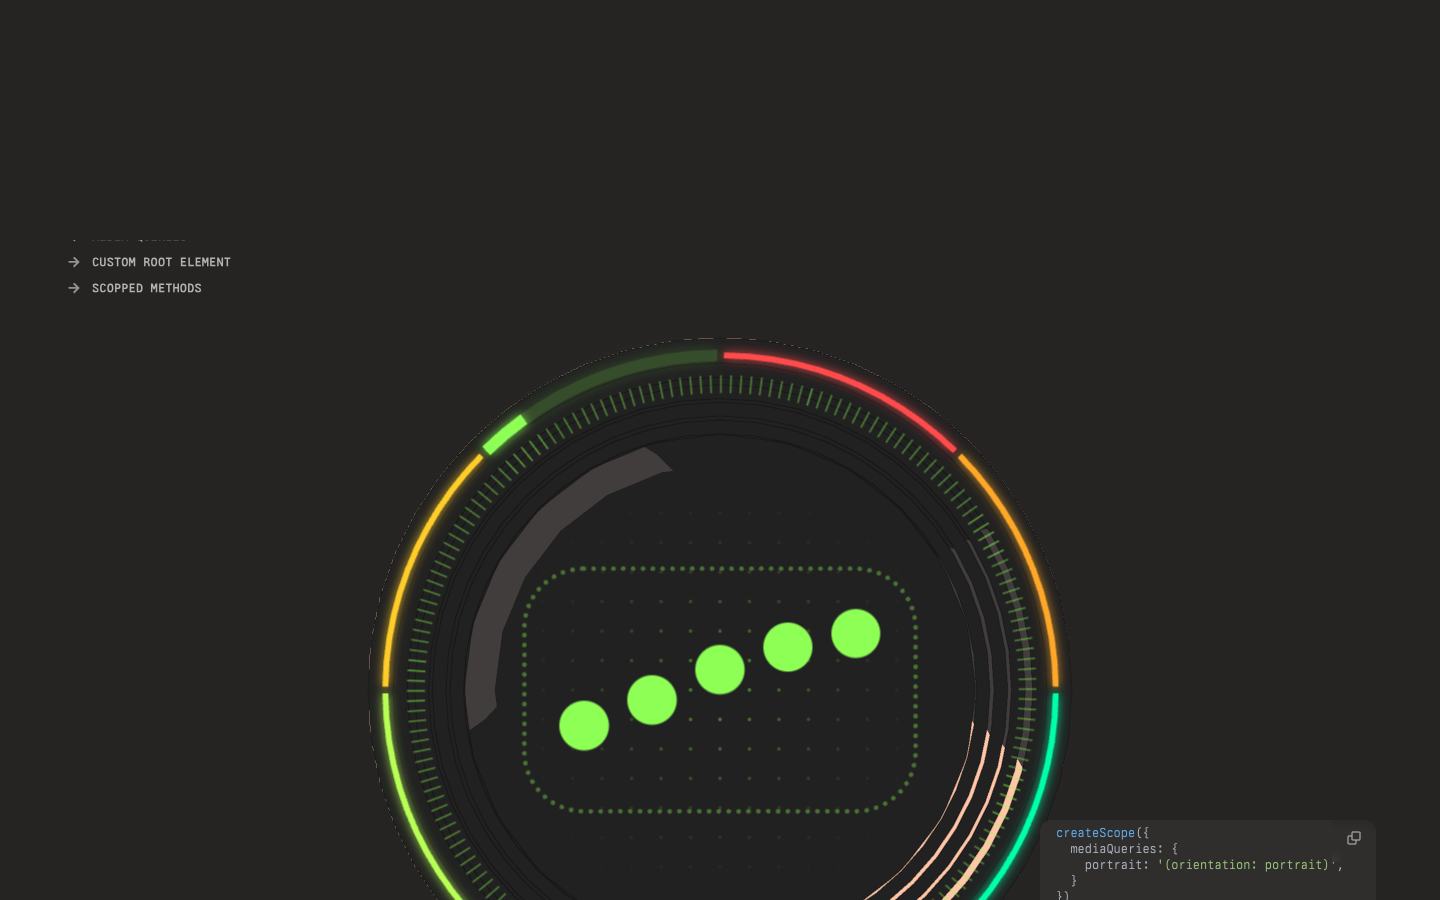 CUSTOM ROOT ELEMENT
SCOPPED METHODS
createScope({
mediaQueries: {
portrait: '(orientation: portrait)',
}
})